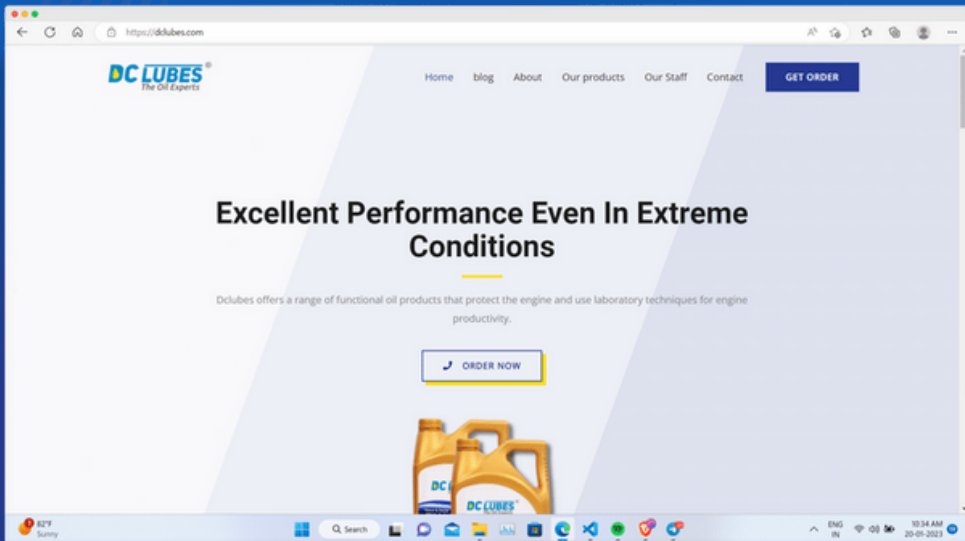 https://dclubes.com
DC LUBES®
The Oil Experts
Home blog About Our products Our Staff Contact GET ORDER
Excellent Performance Even In Extreme
Conditions
Dclubes offers a range of functional oil products that protect the engine and use laboratory techniques for engine
productivity.
ORDER NOW
DC LUBES
82°F
Sunny
Search
ENG
IN
10:34 AM
20-01-2023